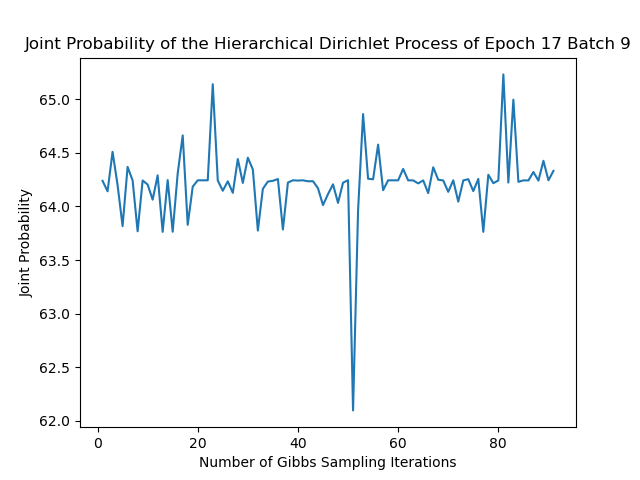 Joint Probability of the Hierarchical Dirichlet Process of Epoch 17 Batch 9
65.0
64.5
64.0
63.5
63.0
62.5
62.0
Joint Probability
0 20 40 60 80
Number of Gibbs Sampling Iterations